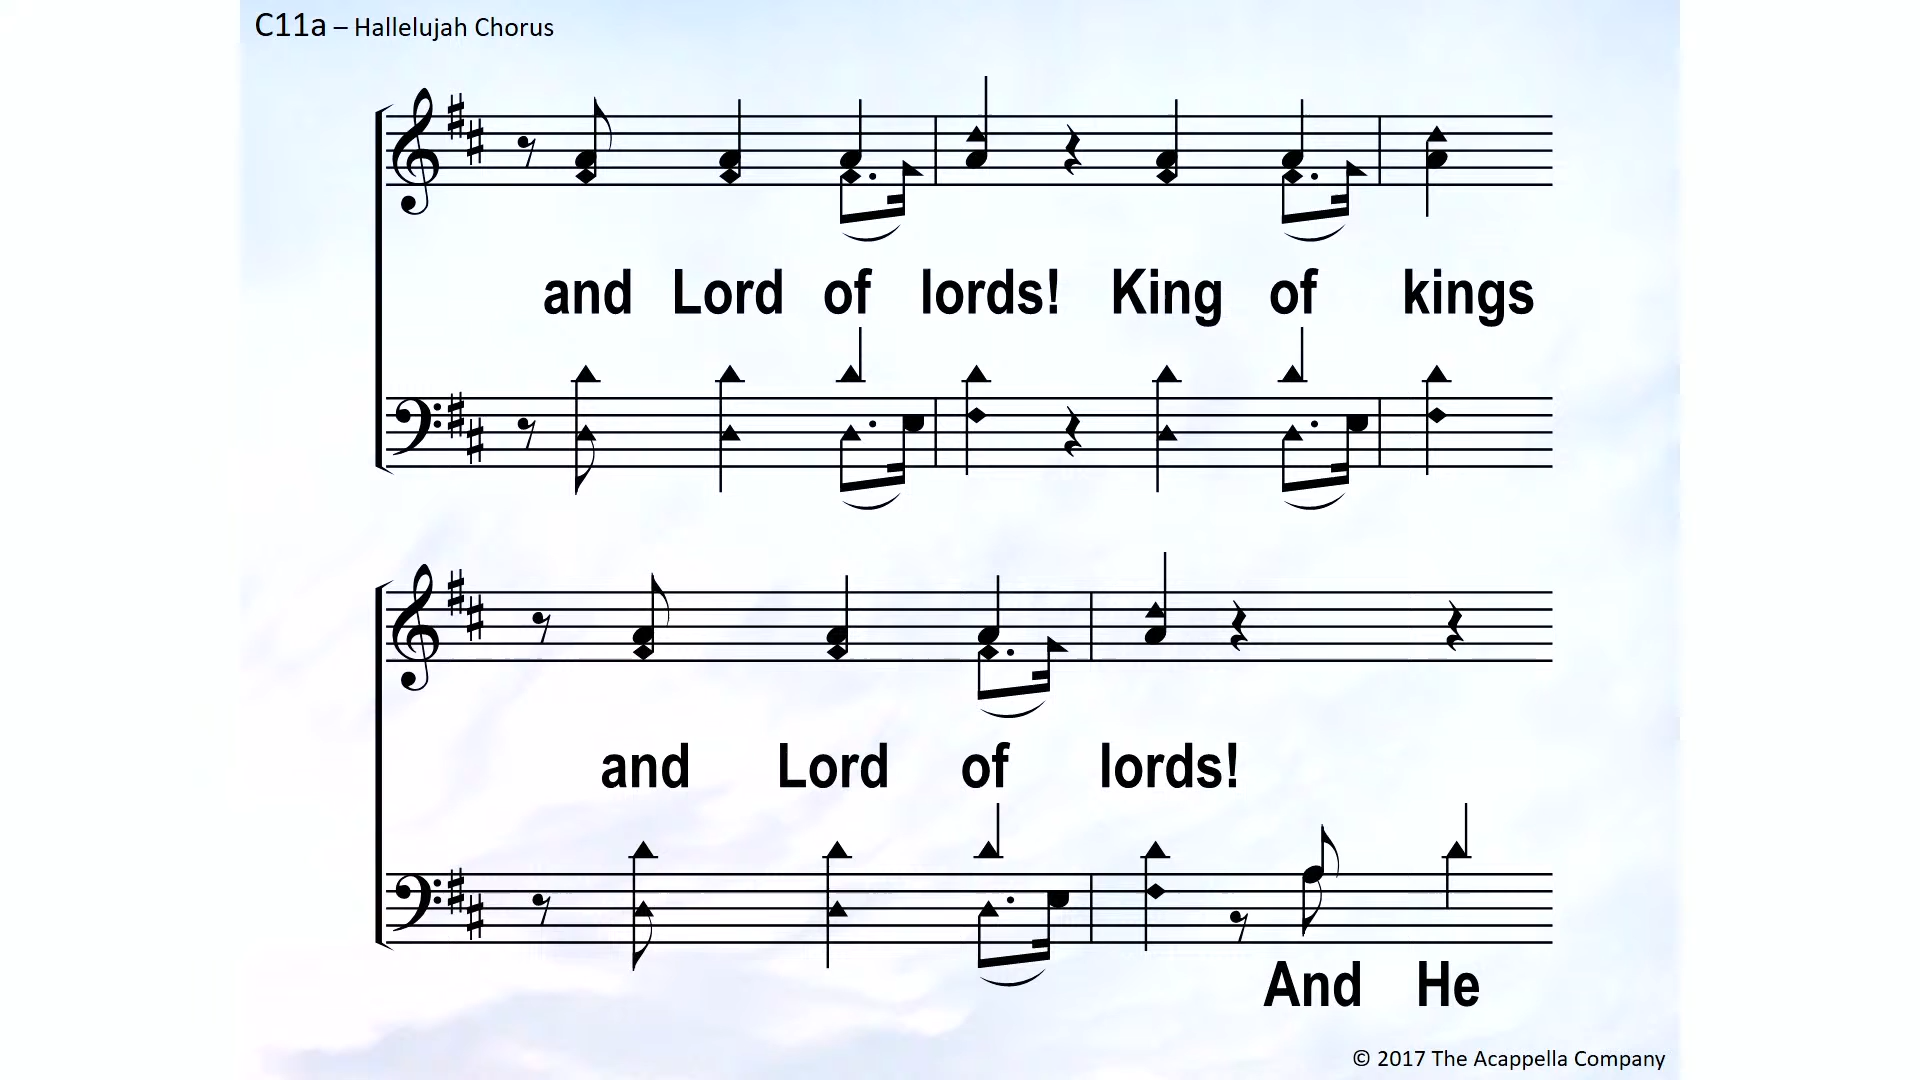 C11a – Hallelujah Chorus
and Lord of lords! King of kings
and Lord of lords!
And He
© 2017 The Acappella Company